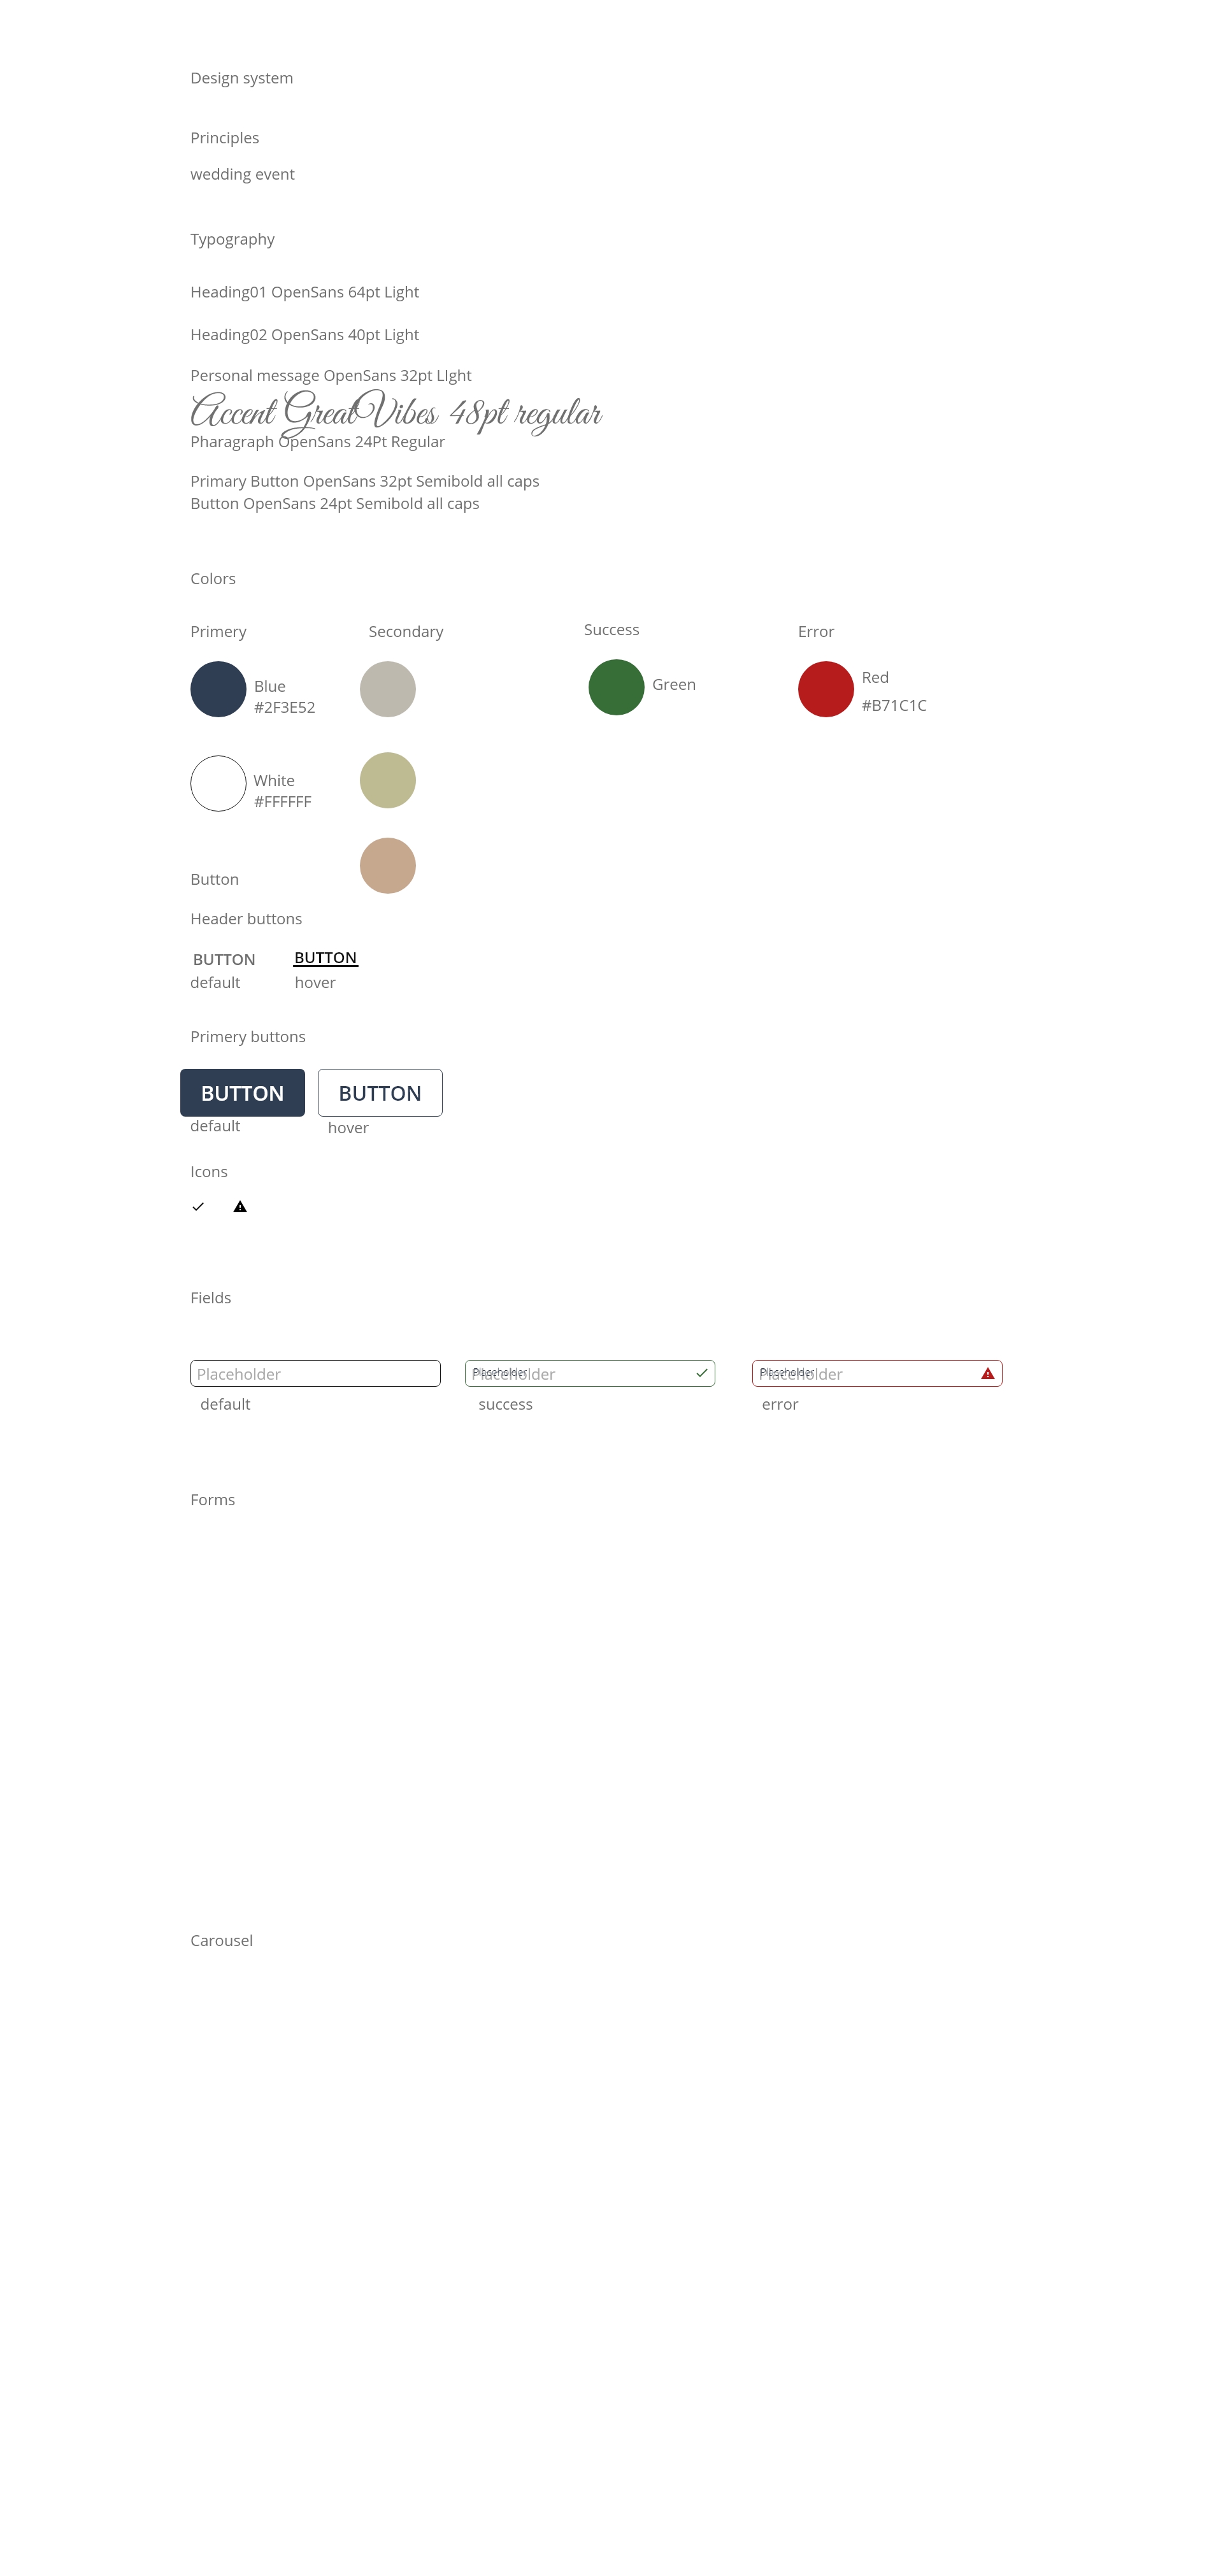 Design system
Principles
wedding event
Typography
Heading01 OpenSans 64pt Light
Heading02 OpenSans 40pt Light
Personal message OpenSans 32pt LIght
Accent GreatVibes 48pt regular
Pharagraph OpenSans 24Pt Regular
Primary Button OpenSans 32pt Semibold all caps
Button OpenSans 24pt Semibold all caps
Colors
Primery
Secondary
Success
Error
Blue
#2F3E52
Green
Red
#B71C1C
White
#FFFFFF
Button
Header buttons
BUTTON
BUTTON
default
hover
Primery buttons
BUTTON
BUTTON
default
hover
Icons
Fields
Placeholder
Placeholder
Placeholder
Placeholder
Placeholder
default
success
error
Forms
Carousel